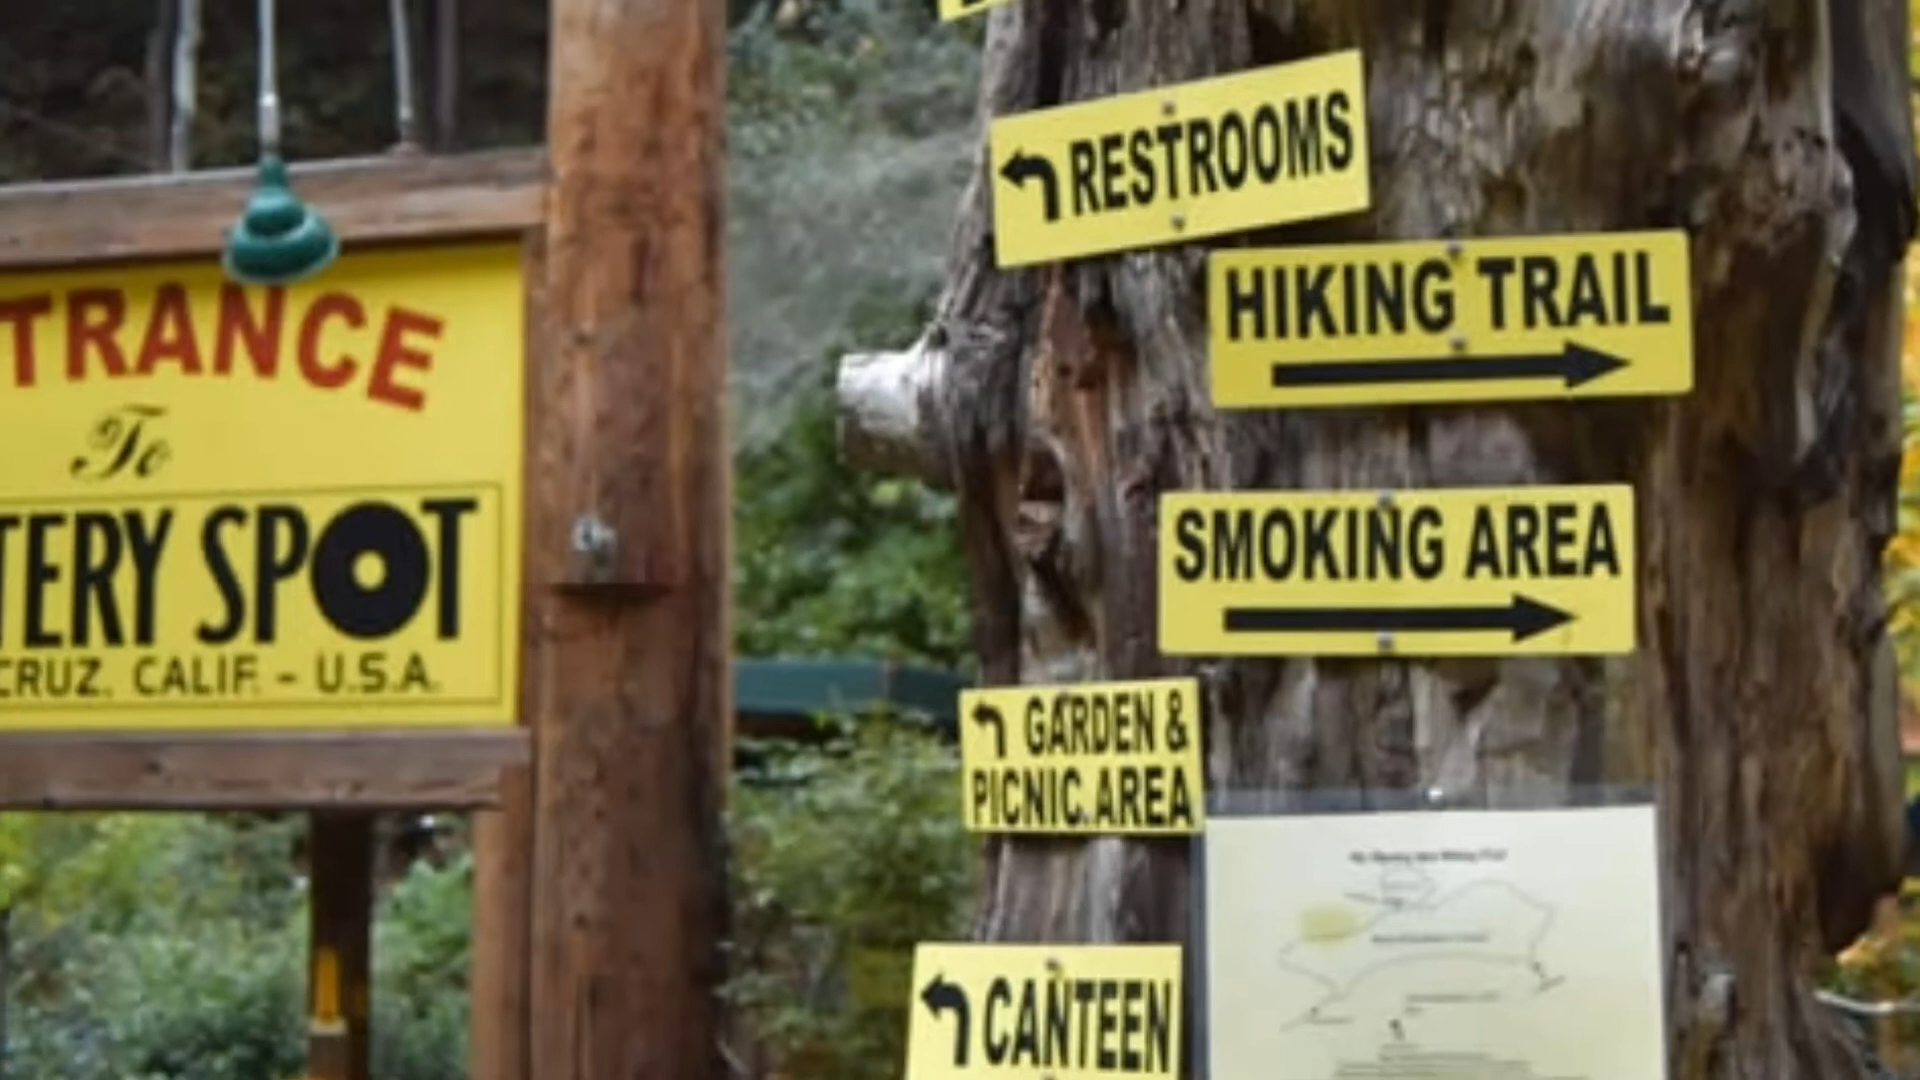 TRANCE
To
TERY SPOT
CRUZ, CALIF. - U.S.A.
RESTROOMS
HIKING TRAIL
SMOKING AREA
GARDEN &
PICNIC AREA
CANTEEN